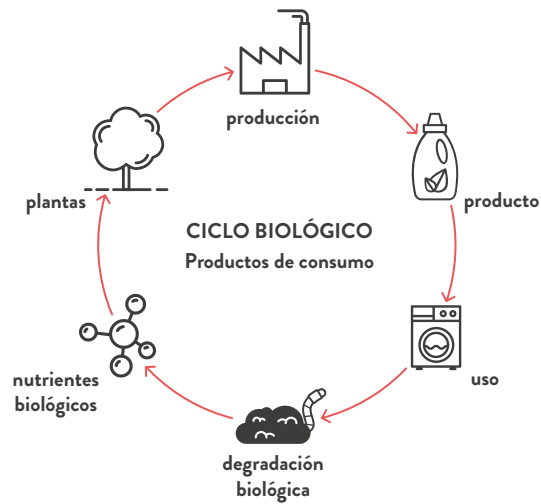 producción
plantas
producto
CICLO BIOLÓGICO
Productos de consumo
nutrientes
biológicos
uso
degradación
biológica